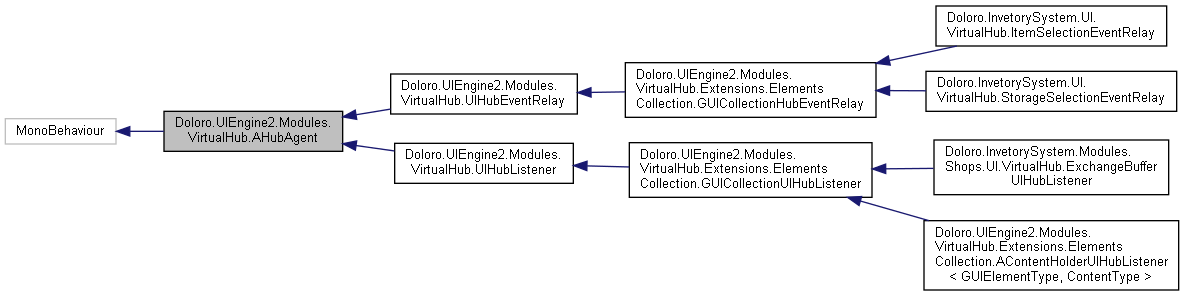 MonoBehaviour
Doloro.UIEngine2.Modules.
VirtualHub.AHubAgent
Doloro.UIEngine2.Modules.
VirtualHub.UIHubEventRelay
Doloro.UIEngine2.Modules.
VirtualHub.UIHubListener
Doloro.UIEngine2.Modules.
VirtualHub.Extensions.Elements
Collection.GUICollectionHubEventRelay
Doloro.UIEngine2.Modules.
VirtualHub.Extensions.Elements
Collection.GUICollectionUIHubListener
Doloro.InvetorySystem.UI.
VirtualHub.ItemSelectionEventRelay
Doloro.InvetorySystem.UI.
VirtualHub.StorageSelectionEventRelay
Doloro.InvetorySystem.Modules.
Shops.UI.VirtualHub.ExchangeBuffer
UIHubListener
Doloro.UIEngine2.Modules.
VirtualHub.Extensions.Elements
Collection.AContentHolderUIHubListener
< GUIElementType, ContentType >